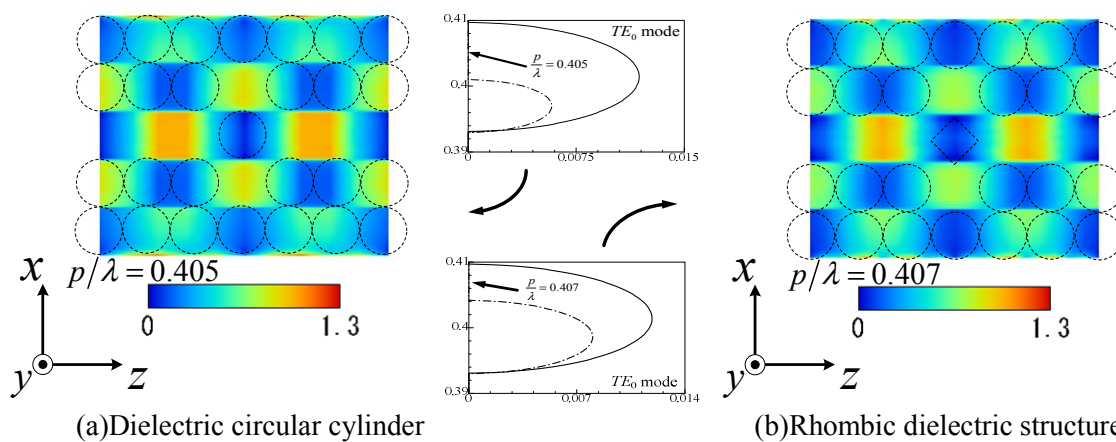 p/λ = 0.405
0
1.3
x
y
z
(a)Dielectric circular cylinder
0.41
0.4
0.39
TE₀ mode
p/λ = 0.405
0
0.0075
0.015
0.41
0.4
0.39
p/λ = 0.407
TE₀ mode
0
0.007
0.014
p/λ = 0.407
0
1.3
x
y
z
(b)Rhombic dielectric structure